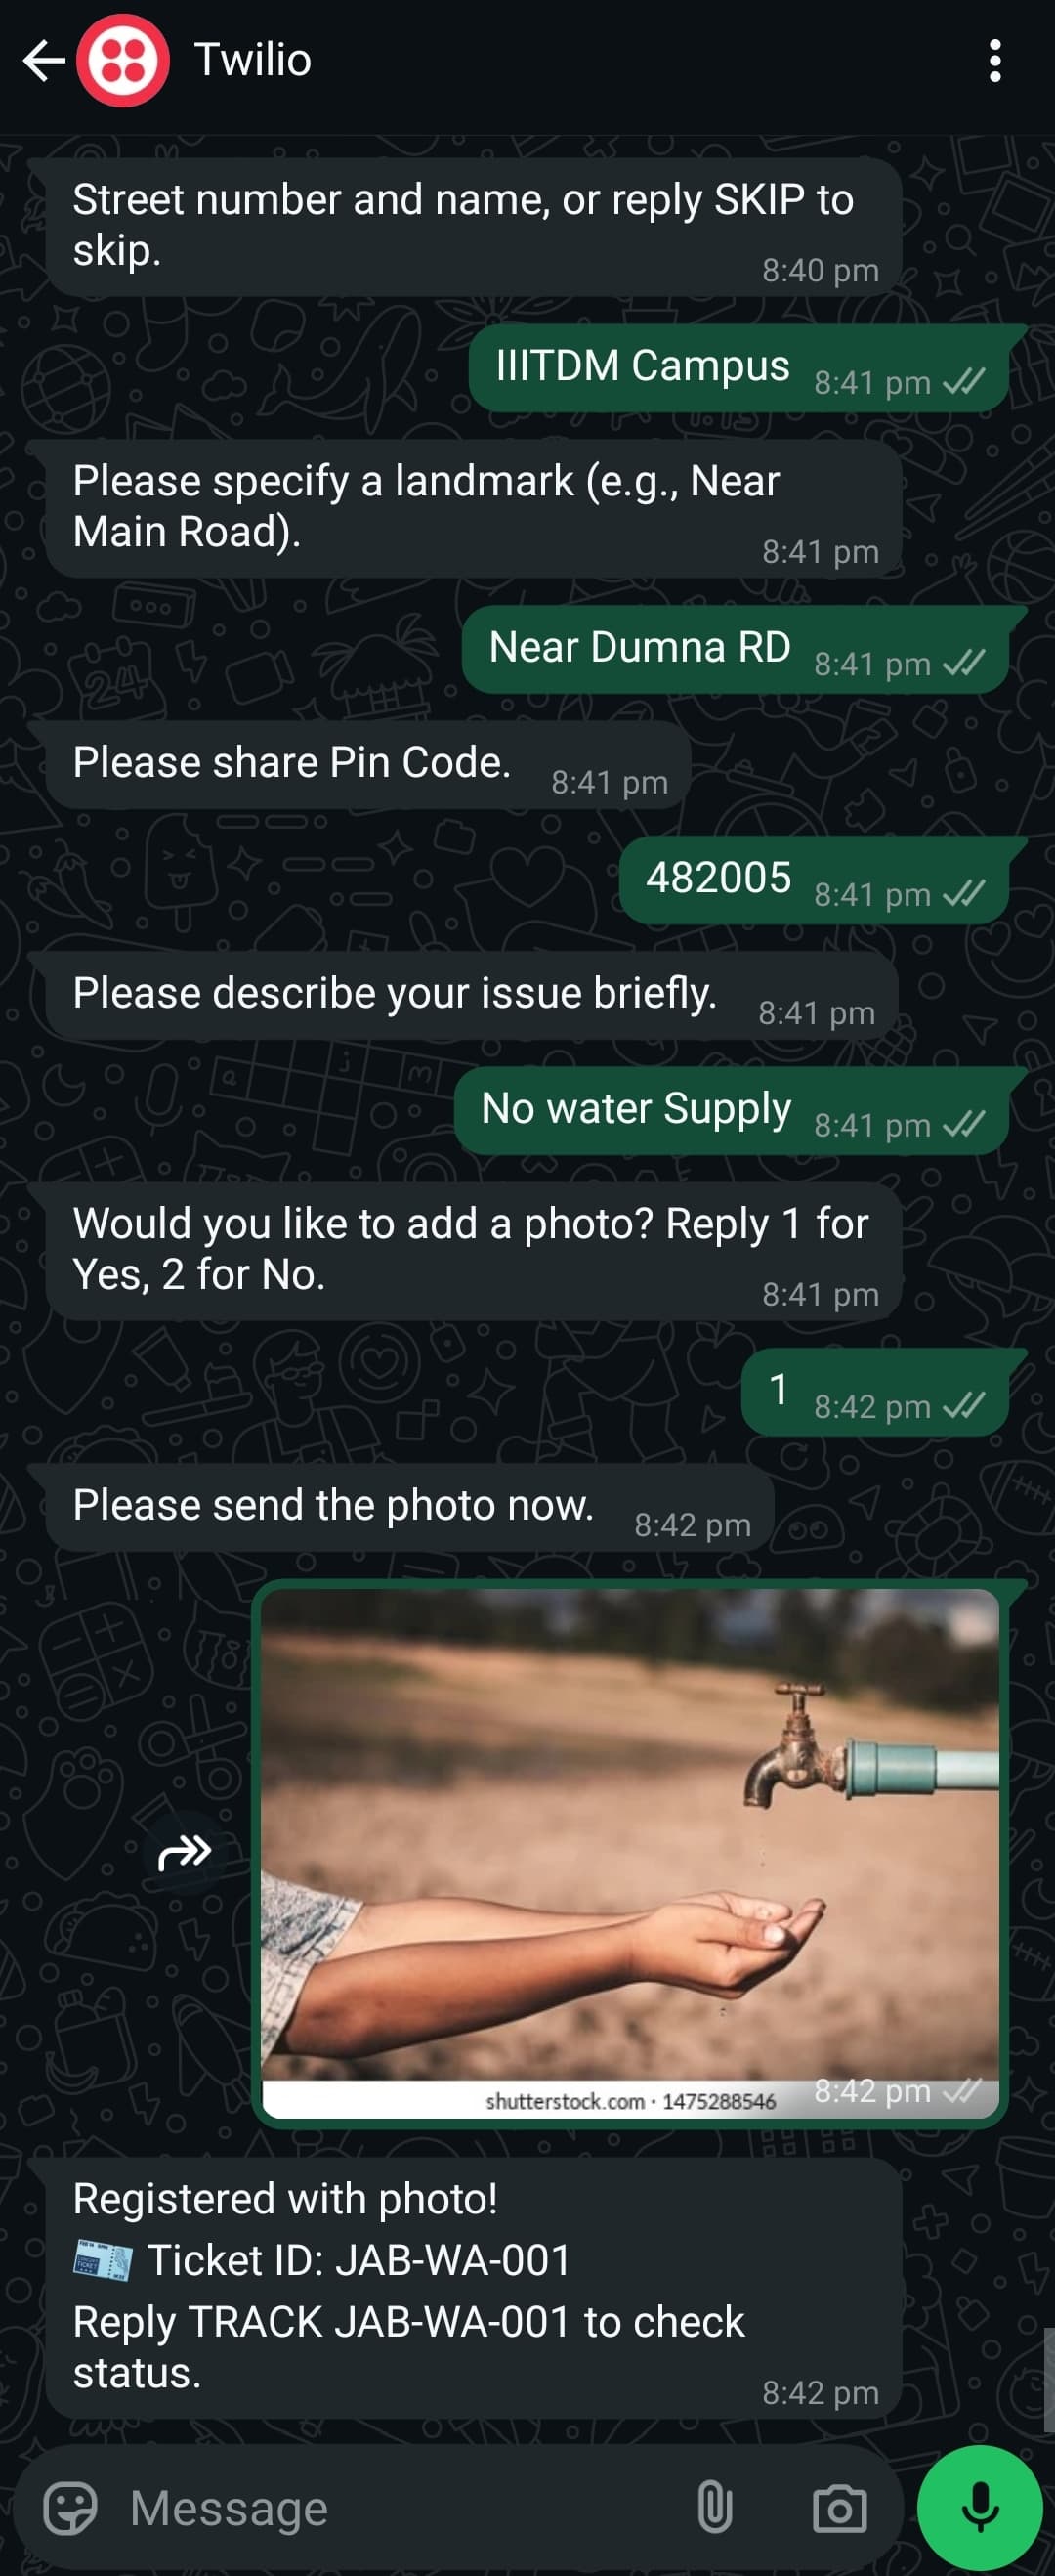 Twilio
Street number and name, or reply SKIP to
skip.
8:40 pm
IIITDM Campus 8:41 pm
Please specify a landmark (e.g., Near
Main Road).
8:41 pm
Near Dumna RD 8:41 pm
Please share Pin Code. 8:41 pm
482005 8:41 pm
Please describe your issue briefly. 8:41 pm
No water Supply 8:41 pm
Would you like to add a photo? Reply 1 for
Yes, 2 for No.
8:41 pm
1 8:42 pm
Please send the photo now. 8:42 pm
shutterstock.com · 1475288546
8:42 pm
Registered with photo!
Ticket ID: JAB-WA-001
Reply TRACK JAB-WA-001 to check
status.
8:42 pm
Message